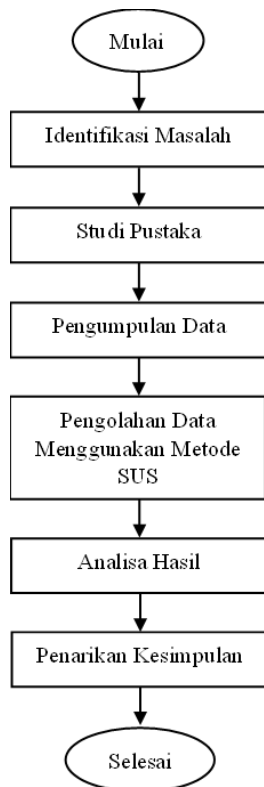 Mulai
Identifikasi Masalah
Studi Pustaka
Pengumpulan Data
Pengolahan Data
Menggunakan Metode
SUS
Analisa Hasil
Penarikan Kesimpulan
Selesai